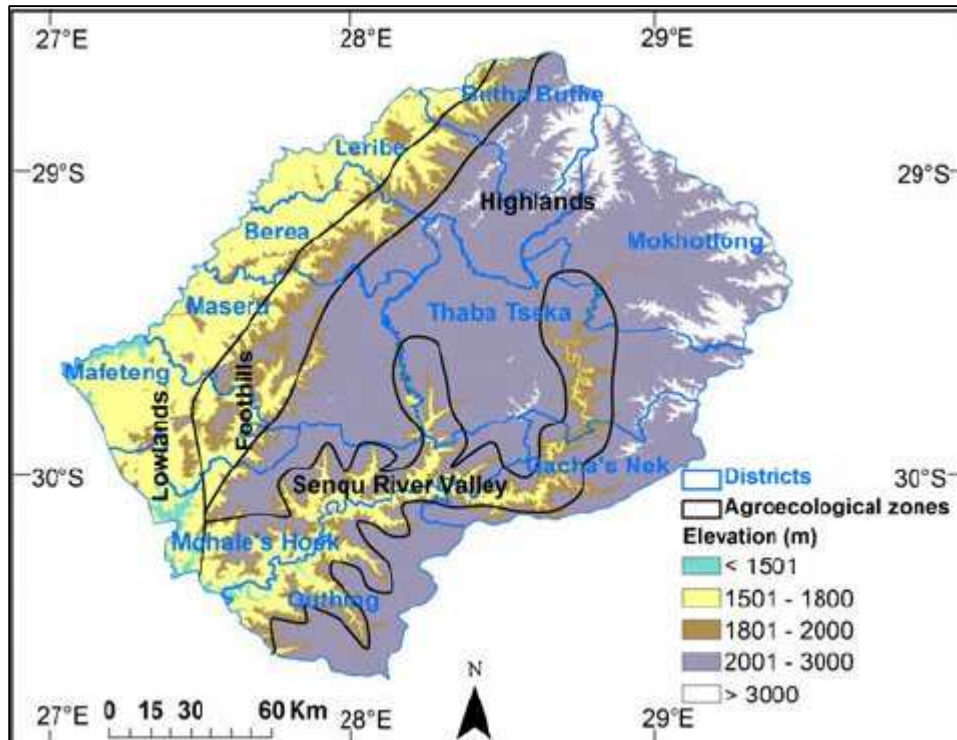 27°E 28°E 29°E
Butha Buthe
Leribe
29°S 29°S
Highlands
Berea
Mokhotlong
Maseru
Thaba Tseka
Mafeteng
Foothills
Lowlands
Qacha's Nek
30°S 30°S
Senqu River Valley
Districts
Agroecological zones
Mohale's Hoek
Elevation (m)
< 1501
Quthing
1501 - 1800
1801 - 2000
2001 - 3000
N
> 3000
27°E 28°E 29°E
0 15 30 60 Km